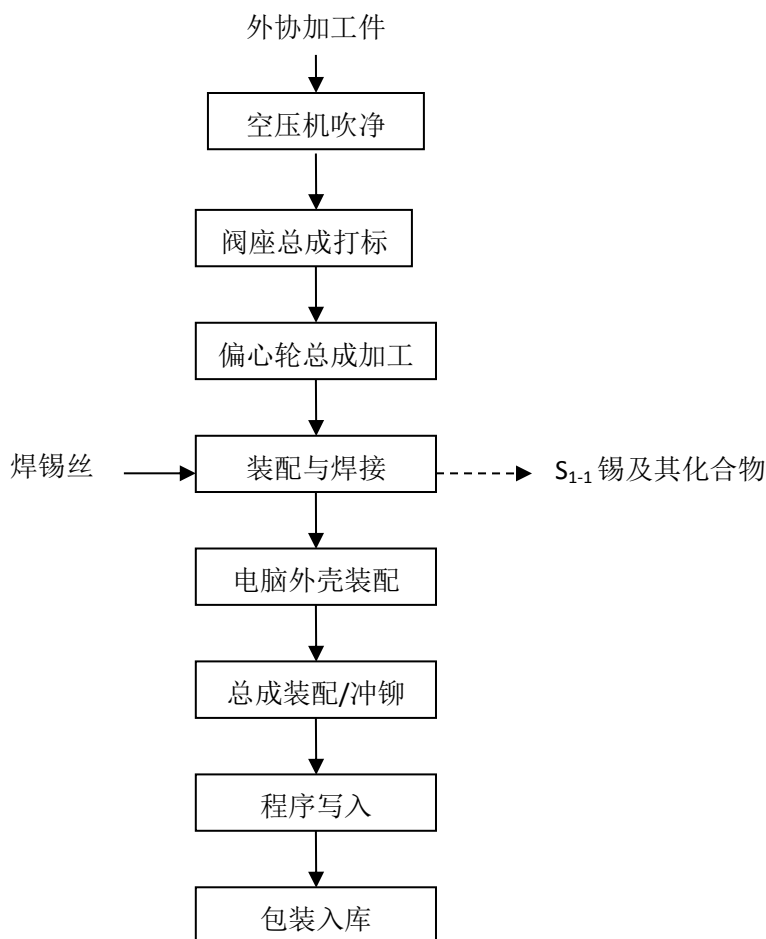 外协加工件
空压机吹净
阀座总成打标
偏心轮总成加工
焊锡丝
装配与焊接
S1-1 锡及其化合物
电脑外壳装配
总成装配/冲铆
程序写入
包装入库